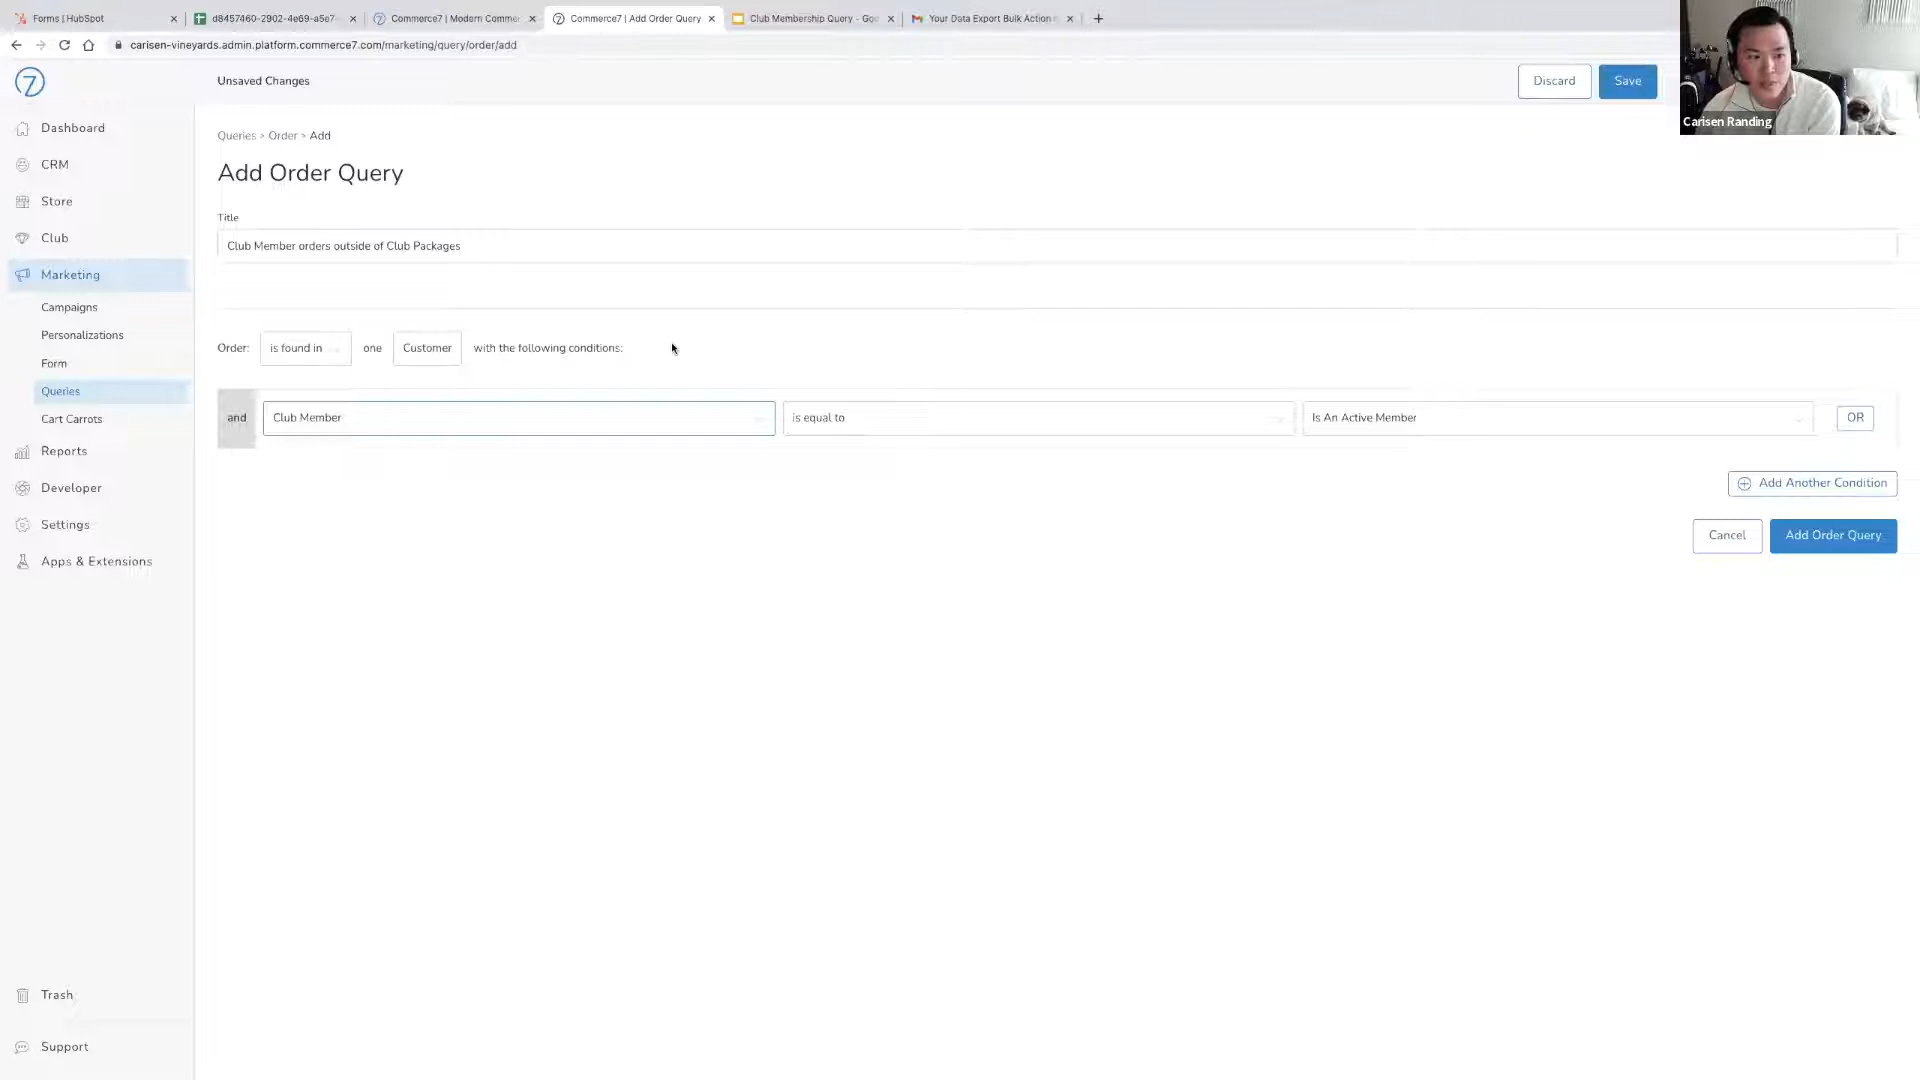 Forms | HubSpot
d8457460-2902-4e69-a5e7-
Commerce7 | Modern Commer
Commerce7 | Add Order Query
Club Membership Query - Goo
Your Data Export Bulk Action
carisen-vineyards.admin.platform.commerce7.com/marketing/query/order/add
7
Unsaved Changes
Discard
Save
Carisen Randing
Dashboard
CRM
Store
Club
Marketing
Campaigns
Personalizations
Form
Queries
Cart Carrots
Reports
Developer
Settings
Apps & Extensions
Trash
Support
Queries > Order > Add
Add Order Query
Title
Club Member orders outside of Club Packages
Order: is found in one Customer with the following conditions:
and Club Member is equal to Is An Active Member OR
Add Another Condition
Cancel
Add Order Query